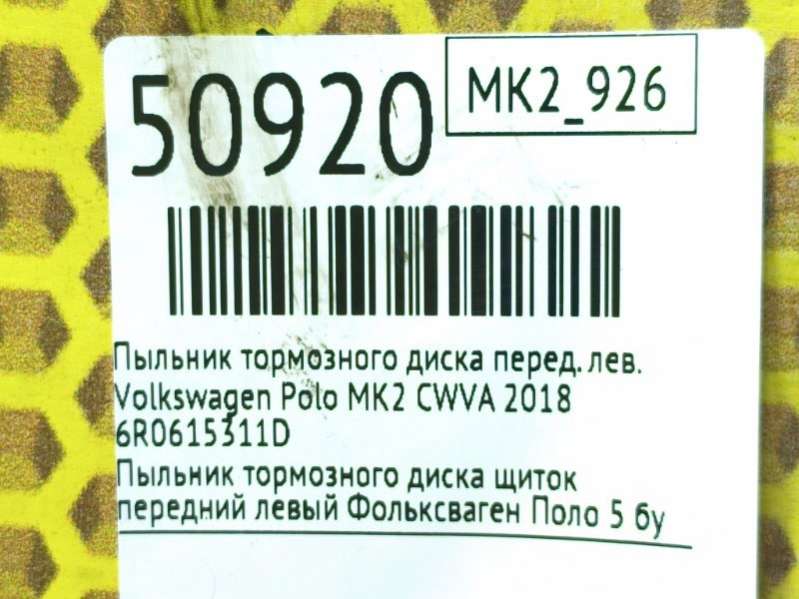 50920
MK2_926
Пыльник тормозного диска перед. лев.
Volkswagen Polo MK2 CWVA 2018
6R0615311D
Пыльник тормозного диска щиток
передний левый Фольксваген Поло 5 бу